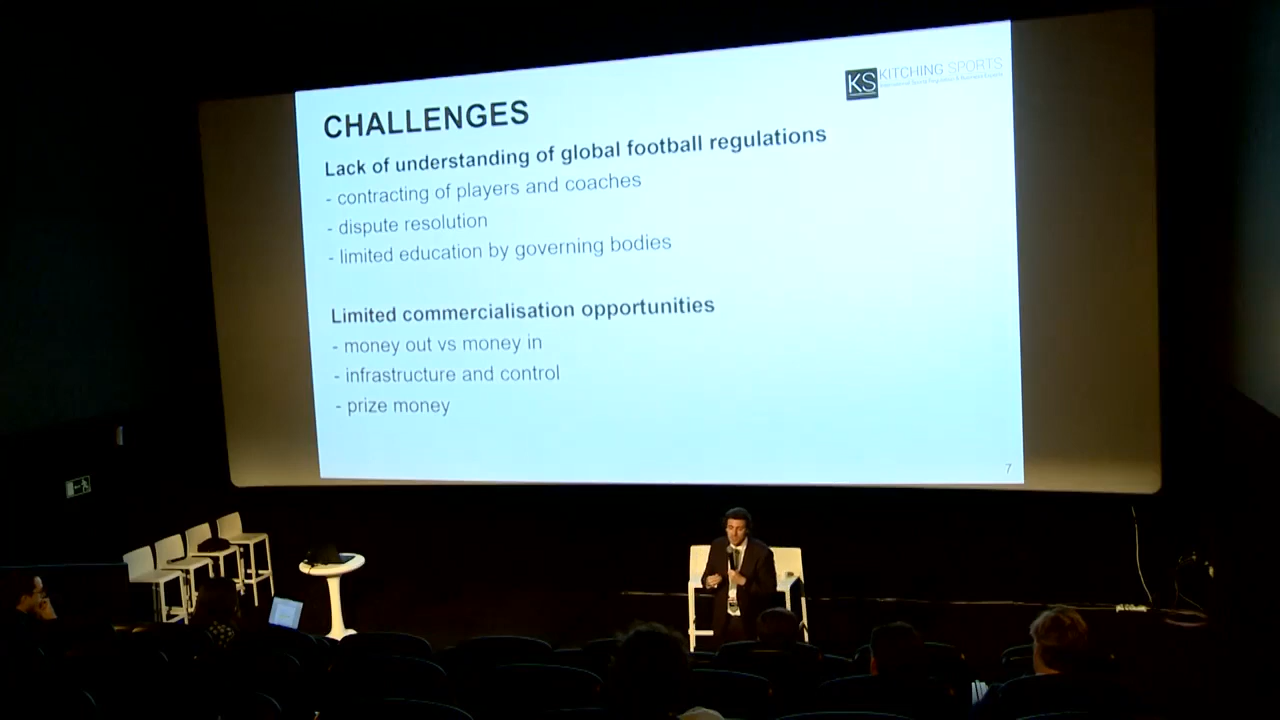 KS KITCHING SPORTS
CHALLENGES
Lack of understanding of global football regulations
- contracting of players and coaches
- dispute resolution
- limited education by governing bodies
Limited commercialisation opportunities
- money out vs money in
- infrastructure and control
- prize money
7